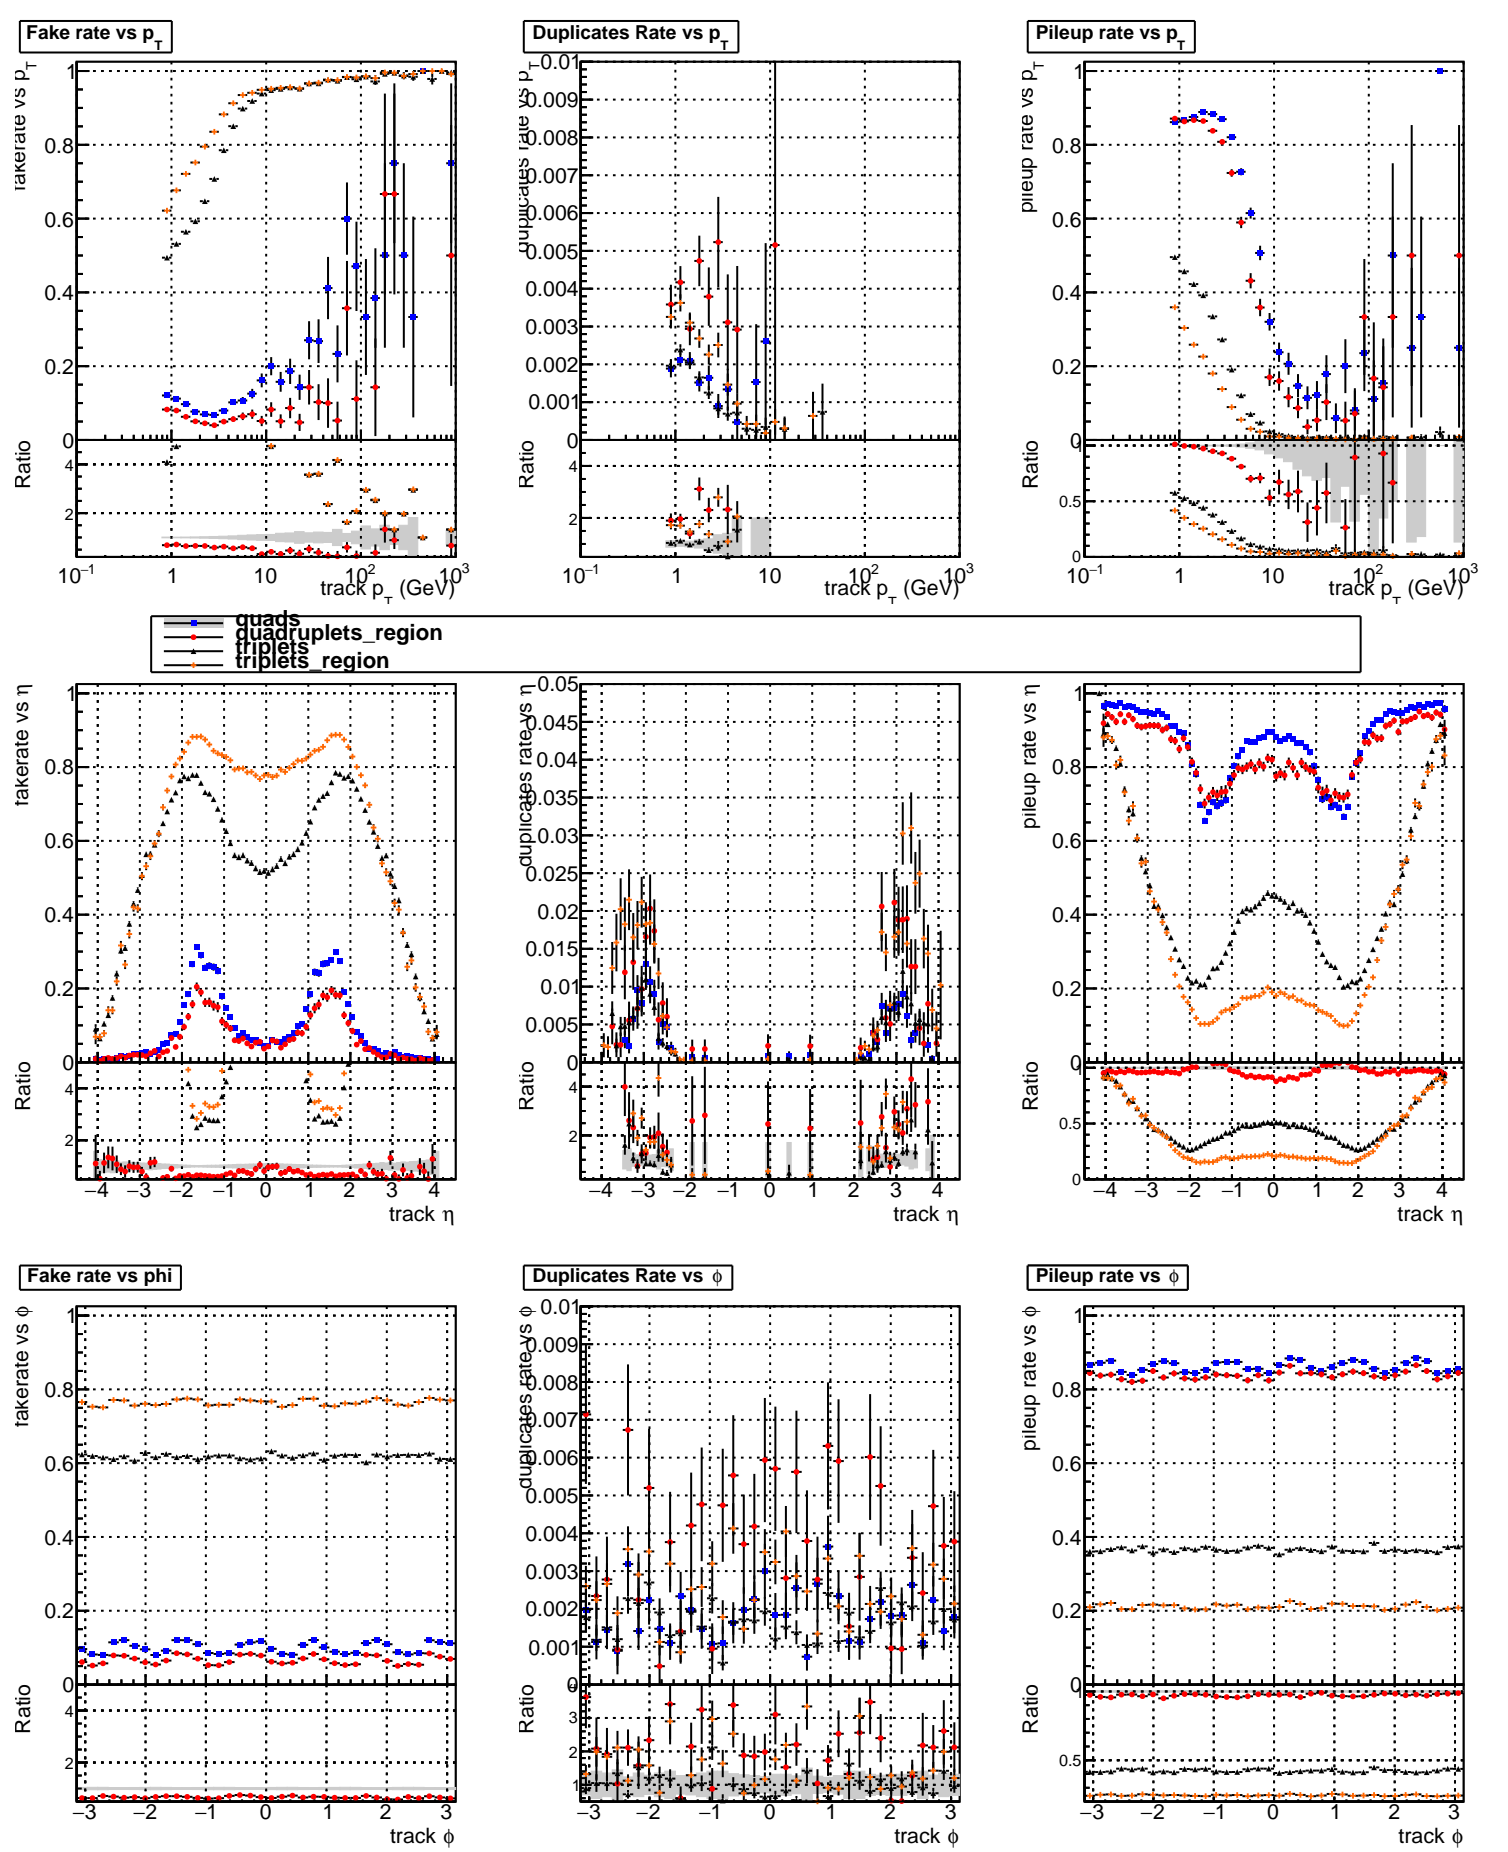 Fake rate vs pT
Duplicates Rate vs pT
Pileup rate vs pT
fakerate vs pT
1
0.8
0.6
0.4
0.2
0
Ratio
4
2
10−1
1
10
102
103
track pT (GeV)
duplicates rate vs pT
0.01
0.009
0.008
0.007
0.006
0.005
0.004
0.003
0.002
0.001
0
Ratio
4
2
10−1
1
10
102
103
track pT (GeV)
pileup rate vs pT
1
0.8
0.6
0.4
0.2
0
Ratio
1
0.5
0
10−1
1
10
102
103
track pT (GeV)
quads
quadruplets_region
triplets
triplets_region
fakerate vs η
1
0.8
0.6
0.4
0.2
0
Ratio
4
2
−4 −3 −2 −1 0 1 2 3 4
track η
duplicates rate vs η
0.05
0.045
0.04
0.035
0.03
0.025
0.02
0.015
0.01
0.005
0
Ratio
4
2
−4 −3 −2 −1 0 1 2 3 4
track η
pileup rate vs η
1
0.8
0.6
0.4
0.2
0
Ratio
1
0.5
0
−4 −3 −2 −1 0 1 2 3 4
track η
Fake rate vs phi
Duplicates Rate vs ϕ
Pileup rate vs ϕ
fakerate vs ϕ
1
0.8
0.6
0.4
0.2
0
Ratio
4
2
−3 −2 −1 0 1 2 3
track ϕ
duplicates rate vs ϕ
0.01
0.009
0.008
0.007
0.006
0.005
0.004
0.003
0.002
0.001
0
Ratio
3
2
1
−3 −2 −1 0 1 2 3
track ϕ
pileup rate vs ϕ
1
0.8
0.6
0.4
0.2
0
Ratio
1
0.5
−3 −2 −1 0 1 2 3
track ϕ